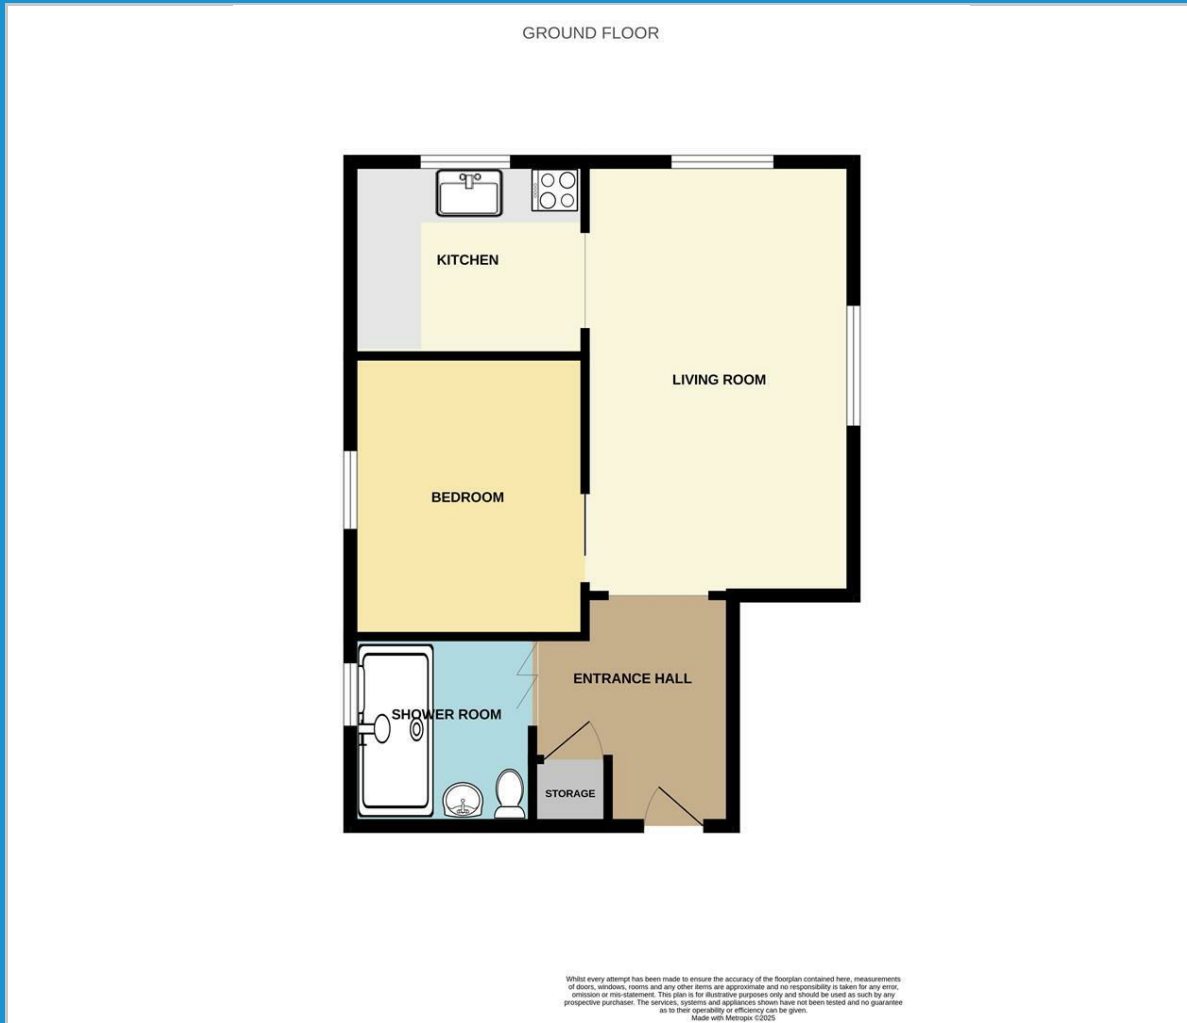 GROUND FLOOR
KITCHEN
LIVING ROOM
BEDROOM
ENTRANCE HALL
SHOWER ROOM
STORAGE
Whilst every attempt has been made to ensure the accuracy of the floorplan contained here, measurements
of doors, windows, rooms and any other items are approximate and no responsibility is taken for any error,
omission or mis-statement. This plan is for illustrative purposes only and should be used as such by any
prospective purchaser. The services, systems and appliances shown have not been tested and no guarantee
as to their operability or efficiency can be given.
Made with Metropix ©2025